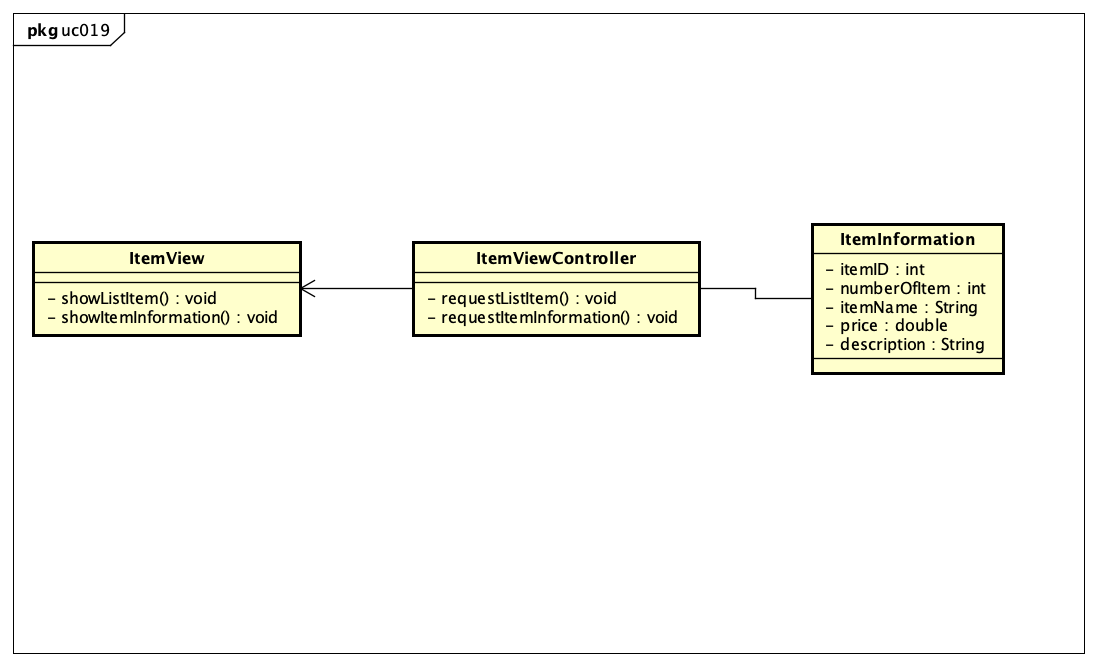 pkg uc019
ItemView
- showListItem() : void
- showItemInformation() : void
ItemViewController
- requestListItem() : void
- requestItemInformation() : void
ItemInformation
- itemID : int
- numberOfItem : int
- itemName : String
- price : double
- description : String